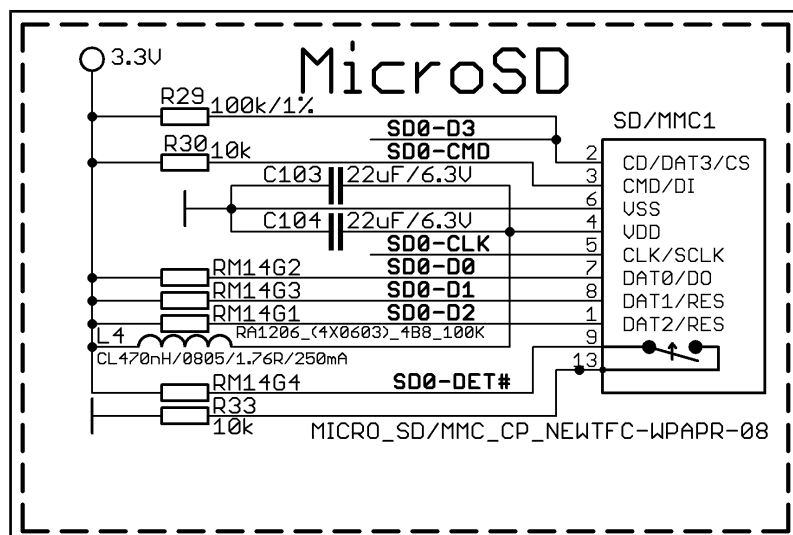 3.3V
MicroSD
R29
100k/1%
SD0-D3
SD/MMC1
R30
10k
SD0-CMD
2
CD/DAT3/CS
C103
22uF/6.3V
3
CMD/DI
6
VSS
C104
22uF/6.3V
4
VDD
SD0-CLK
5
CLK/SCLK
RM14G2
SD0-D0
7
DAT0/DO
RM14G3
SD0-D1
8
DAT1/RES
RM14G1
SD0-D2
1
DAT2/RES
L4
RA1206_(4X0603)_4B8_100K
9
CL470nH/0805/1.76R/250mA
13
RM14G4
SD0-DET#
R33
10k
MICRO_SD/MMC_CP_NEWTFC-WPAPR-08